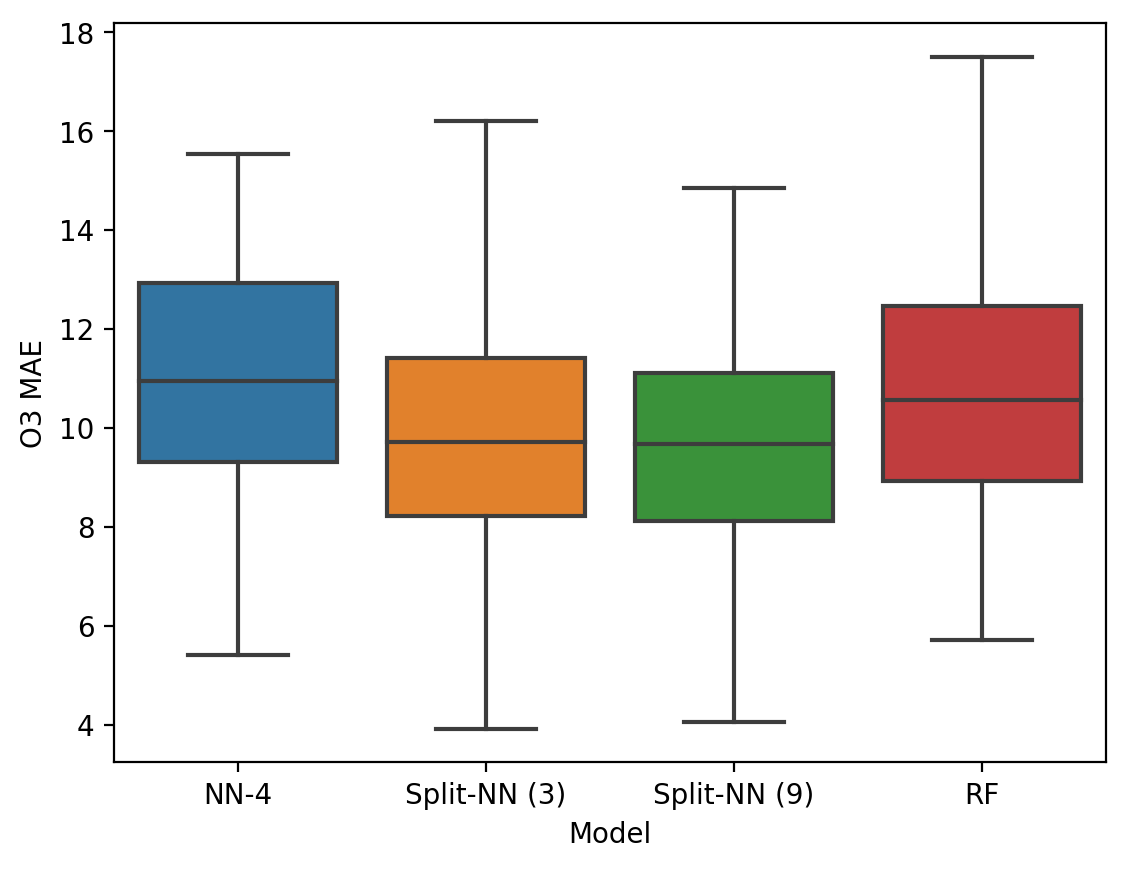 18
16
14
12
10
8
6
4
O3 MAE
NN-4
Split-NN (3)
Split-NN (9)
RF
Model